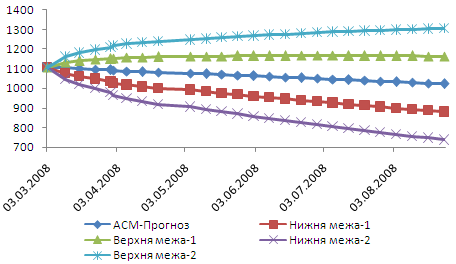 1400
1300
1200
1100
1000
900
800
700
03.03.2008
03.04.2008
03.05.2008
03.06.2008
03.07.2008
03.08.2008
АСМ-Прогноз
Нижня межа-1
Верхня межа-1
Нижня межа-2
Верхня межа-2